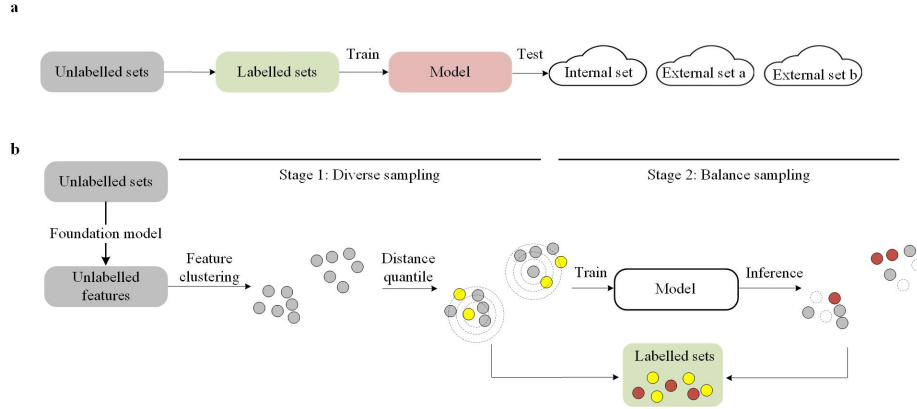 a
Unlabelled sets
Labelled sets
Train
Model
Test
Internal set
External set a
External set b
b
Unlabelled sets
Stage 1: Diverse sampling
Stage 2: Balance sampling
Foundation model
Unlabelled
features
Feature
clustering
Distance
quantile
Train
Model
Inference
Labelled sets